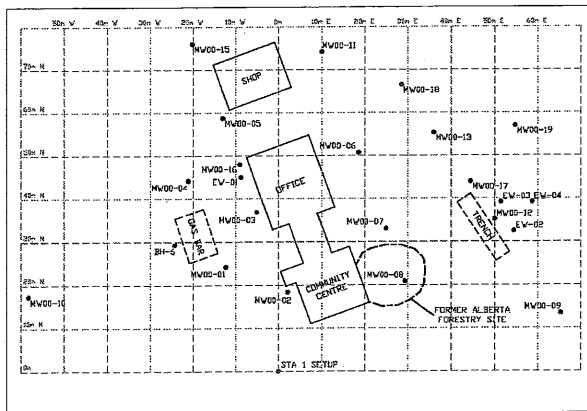 50m W 40m W 30m W 20m W 10m W 0m 10m E 20m E 30m E 40m E 50m E 60m E
70m N
MW00-15
MW00-11
SHOP
MW00-18
60m N
MW00-05
MW00-13
MW00-19
50m N
MW00-06
MW00-16
EW-01
MW00-04
OFFICE
MW00-17
EW-03
EW-04
40m N
MW00-03
MW00-12
TRENCH
EW-02
GAS BAR
MW00-07
30m N
BH-6
MW00-01
COMMUNITY
CENTRE
MW00-08
20m N
MW00-02
MW00-10
MW00-09
FORMER ALBERTA
FORESTRY SITE
10m N
0m
STA 1 SETUP